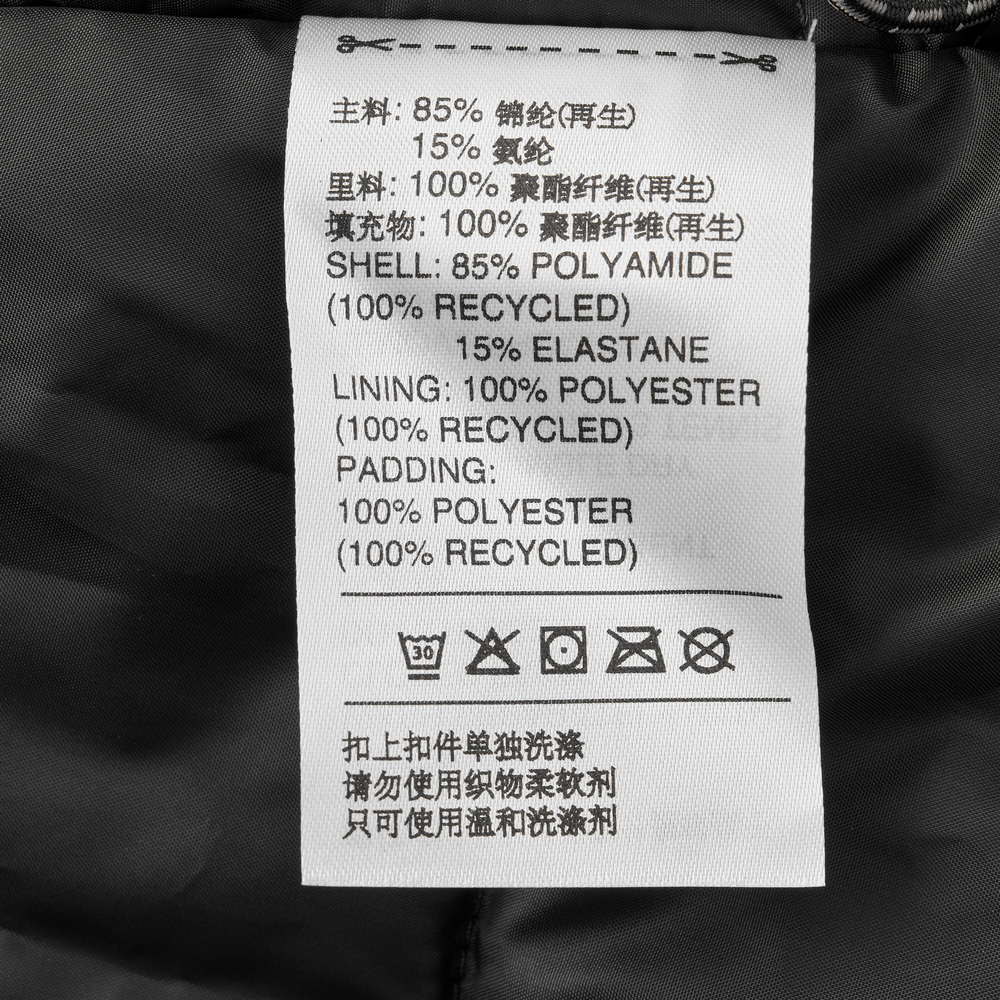 主料: 85% 锦纶(再生)
15% 氨纶
里料: 100% 聚酯纤维(再生)
填充物: 100% 聚酯纤维(再生)
SHELL: 85% POLYAMIDE
(100% RECYCLED)
15% ELASTANE
LINING: 100% POLYESTER
(100% RECYCLED)
PADDING:
100% POLYESTER
(100% RECYCLED)
30
扣上扣件单独洗涤
请勿使用织物柔软剂
只可使用温和洗涤剂